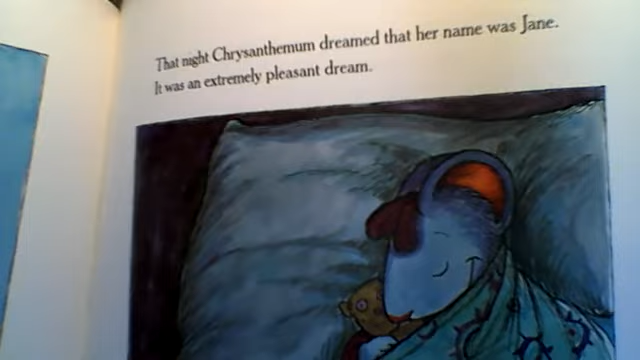 That night Chrysanthemum dreamed that her name was Jane.
It was an extremely pleasant dream.